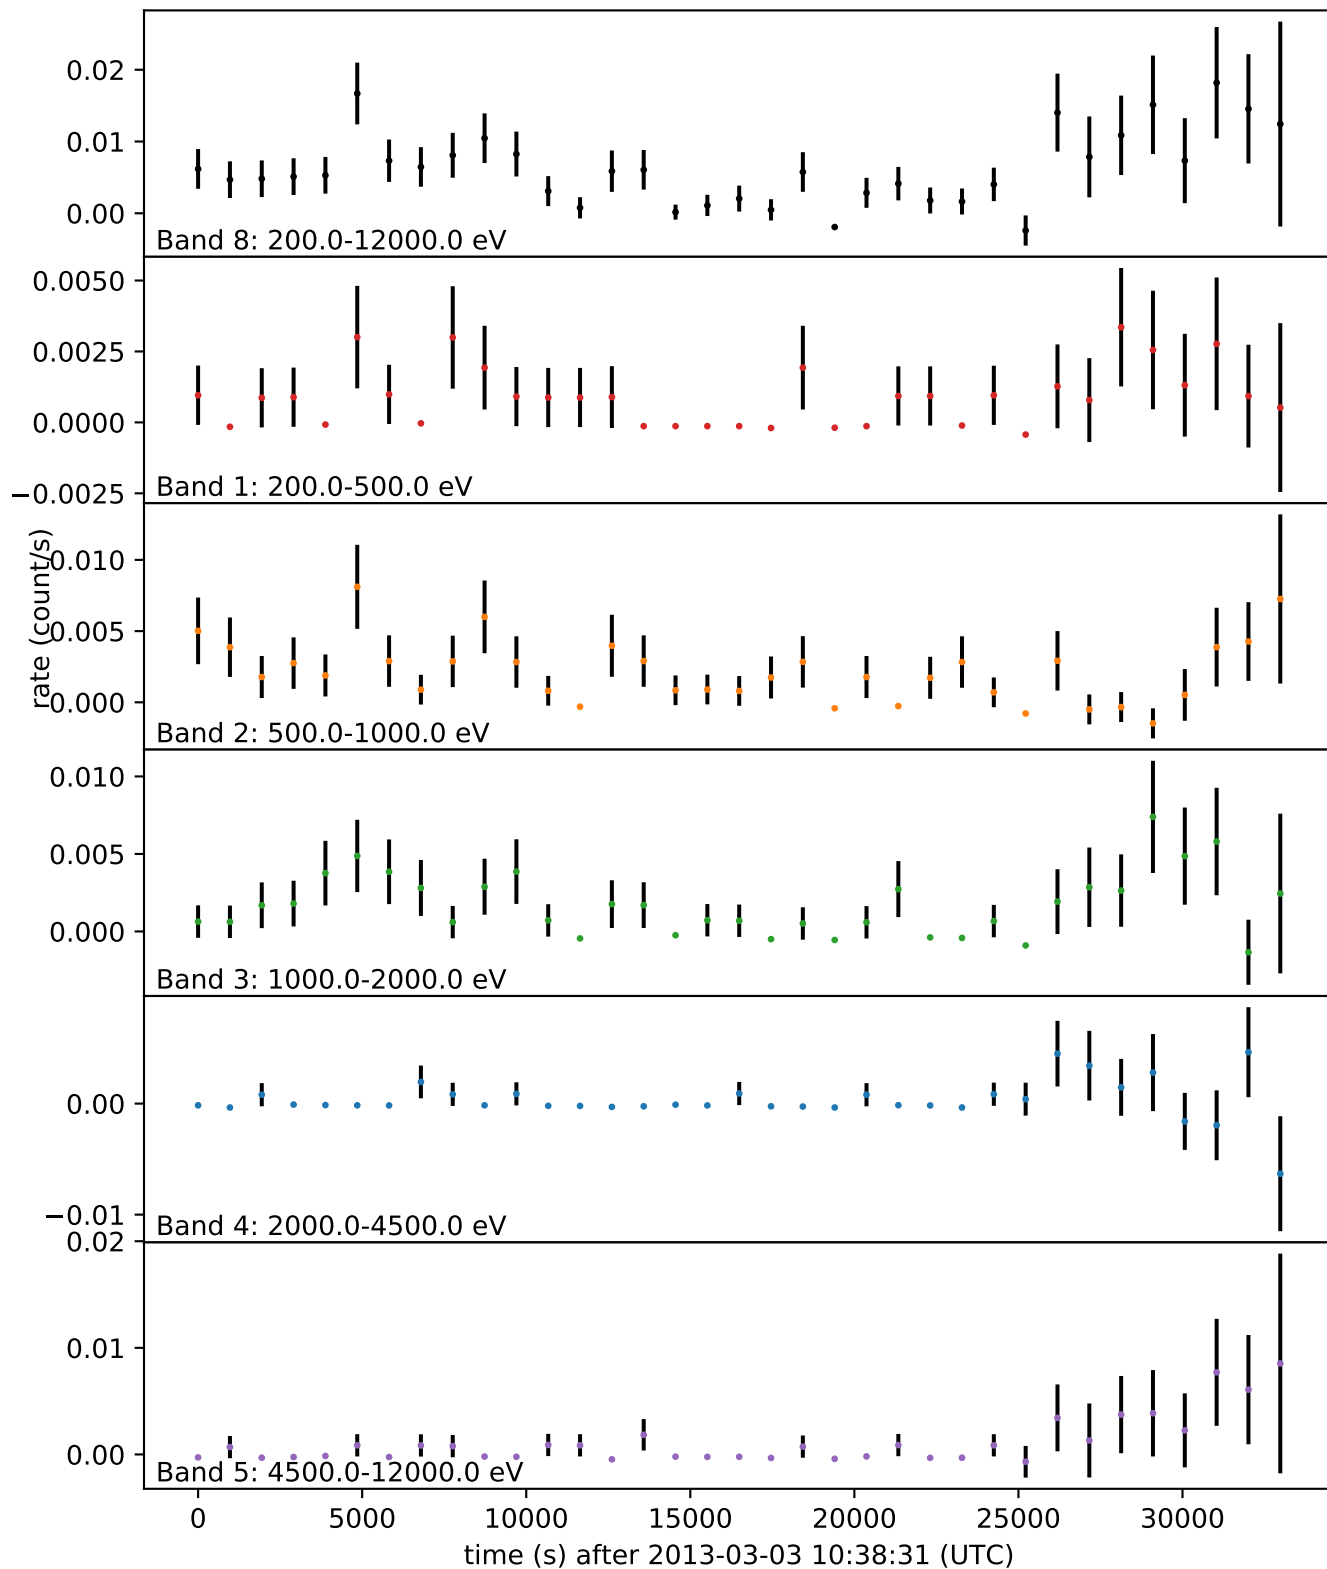 0.02
0.01
0.00
Band 8: 200.0-12000.0 eV
0.0050
0.0025
0.0000
−0.0025
Band 1: 200.0-500.0 eV
rate (count/s)
0.010
0.005
0.000
Band 2: 500.0-1000.0 eV
0.010
0.005
0.000
Band 3: 1000.0-2000.0 eV
0.00
−0.01
Band 4: 2000.0-4500.0 eV
0.02
0.01
0.00
Band 5: 4500.0-12000.0 eV
0 5000 10000 15000 20000 25000 30000
time (s) after 2013-03-03 10:38:31 (UTC)